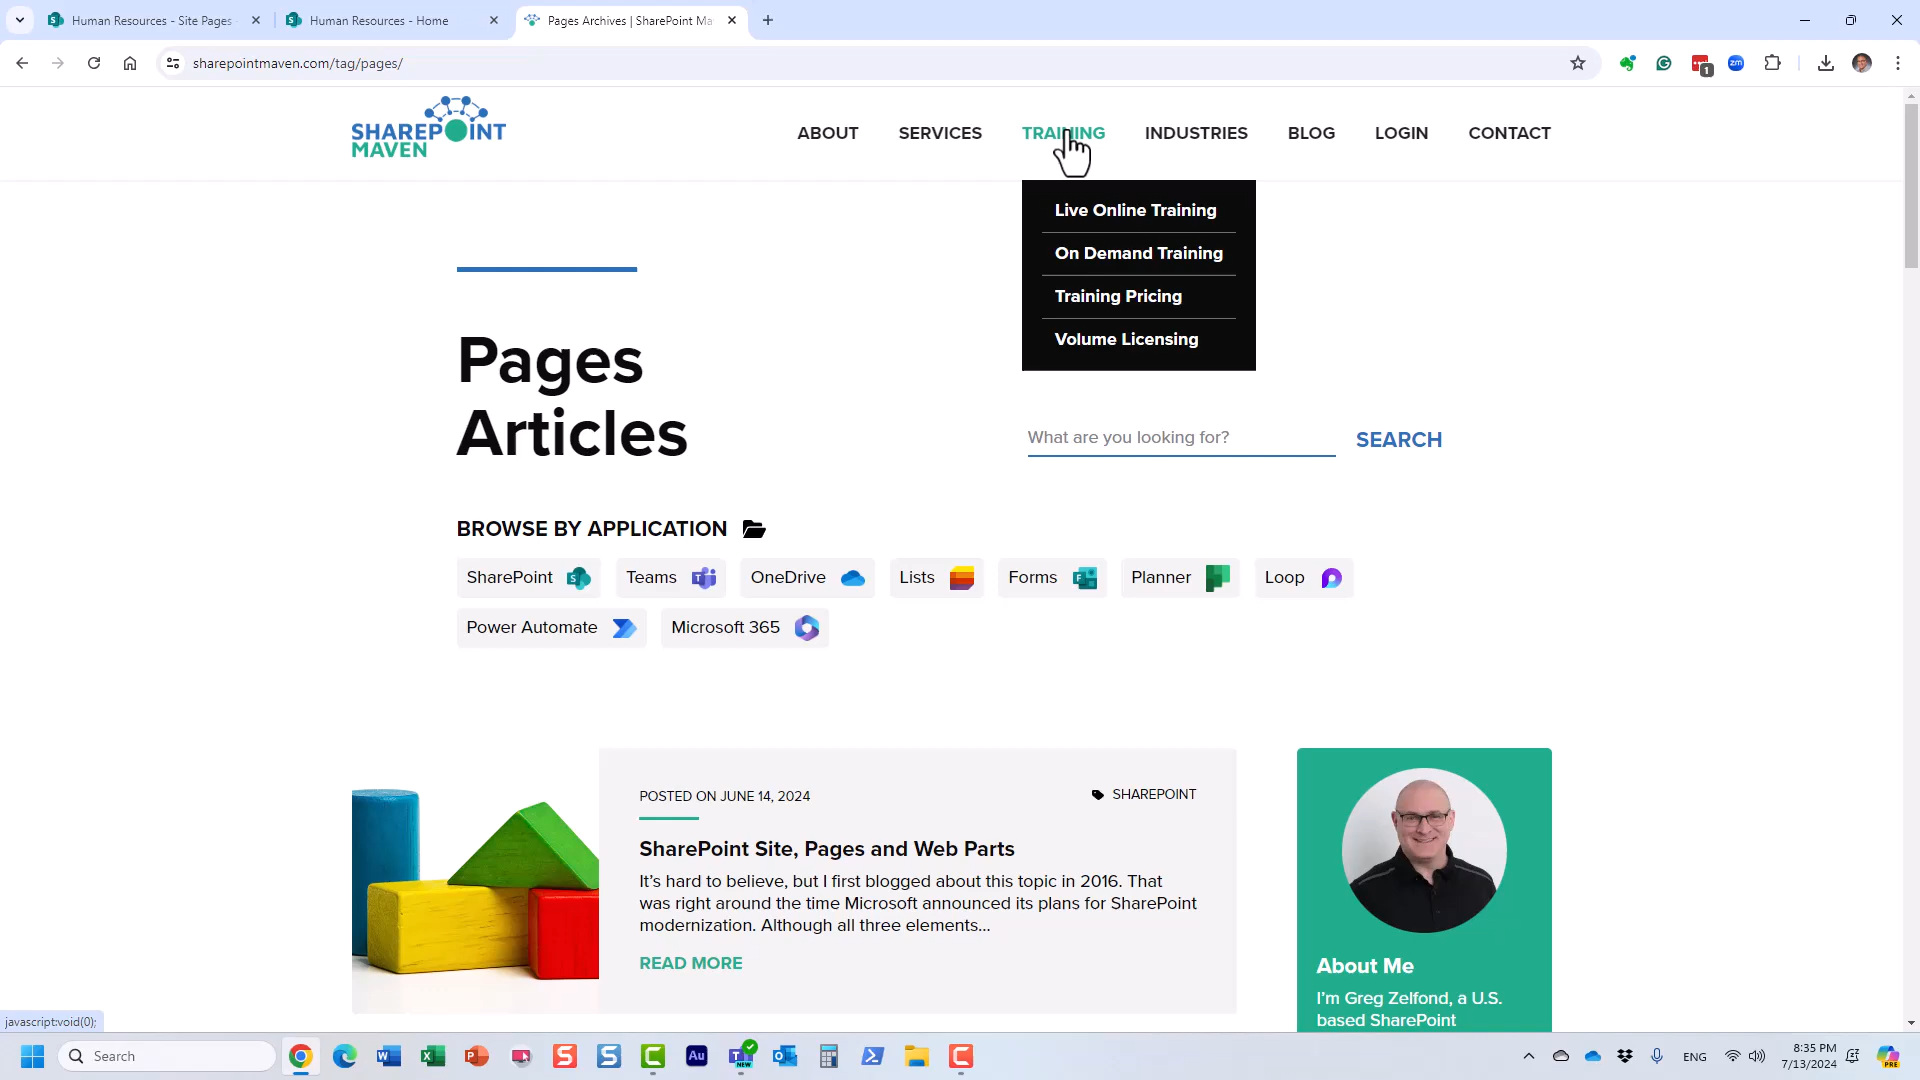 Human Resources - Site Pages
Human Resources - Home
Pages Archives | SharePoint Ma
sharepointmaven.com/tag/pages/
1
zm
SHAREPOINT
MAVEN
ABOUT
SERVICES
TRAINING
INDUSTRIES
BLOG
LOGIN
CONTACT
Live Online Training
On Demand Training
Training Pricing
Volume Licensing
Pages
Articles
What are you looking for?
SEARCH
BROWSE BY APPLICATION
SharePoint
Teams
OneDrive
Lists
Forms
Planner
Loop
Power Automate
Microsoft 365
POSTED ON JUNE 14, 2024
SHAREPOINT
SharePoint Site, Pages and Web Parts
It's hard to believe, but I first blogged about this topic in 2016. That
was right around the time Microsoft announced its plans for SharePoint
modernization. Although all three elements...
READ MORE
About Me
I'm Greg Zelfond, a U.S.
based SharePoint
javascript:void(0);
Search
Au
NEW
ENG
8:35 PM
7/13/2024
PRE